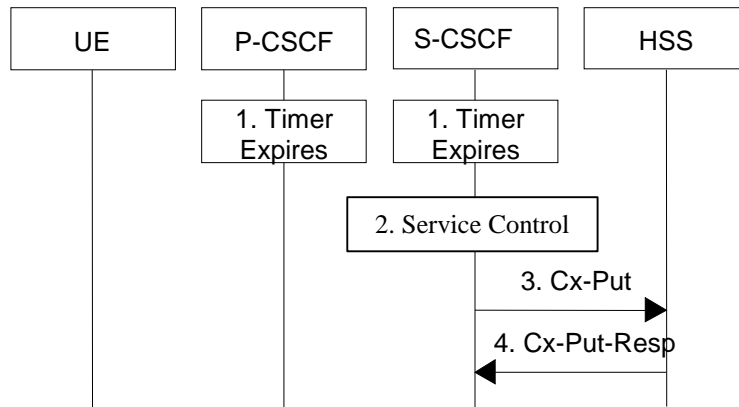 UE
P-CSCF
S-CSCF
HSS
1. Timer
Expires
1. Timer
Expires
2. Service Control
3. Cx-Put
4. Cx-Put-Resp